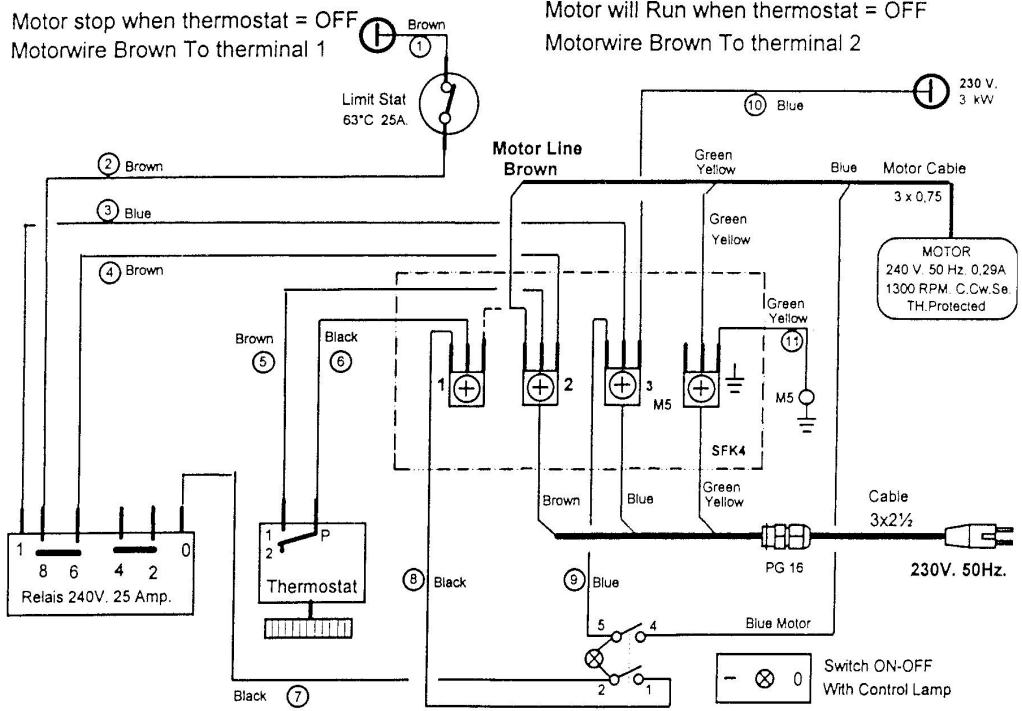 Motor stop when thermostat = OFF
Motorwire Brown To therminal 1
Motor will Run when thermostat = OFF
Motorwire Brown To therminal 2
Brown
1
Limit Stat
63°C 25A.
230 V.
3 kW
10 Blue
Motor Line
Brown
Green
Yellow
Blue
Motor Cable
3 x 0,75
2 Brown
3 Blue
4 Brown
Green
Yellow
MOTOR
240 V. 50 Hz. 0,29A
1300 RPM. C.Cw.Se.
TH.Protected
Green
Yellow
11
Brown
5
Black
6
1
2
3
M5
M5
SFK4
Brown
Blue
Green
Yellow
Cable
3x2½
PG 16
230V. 50Hz.
1 8 6 4 2 0
Relais 240V. 25 Amp.
1 P
2
Thermostat
8 Black
9 Blue
5 4
Blue Motor
2 1
Black 7
- 0
Switch ON-OFF
With Control Lamp